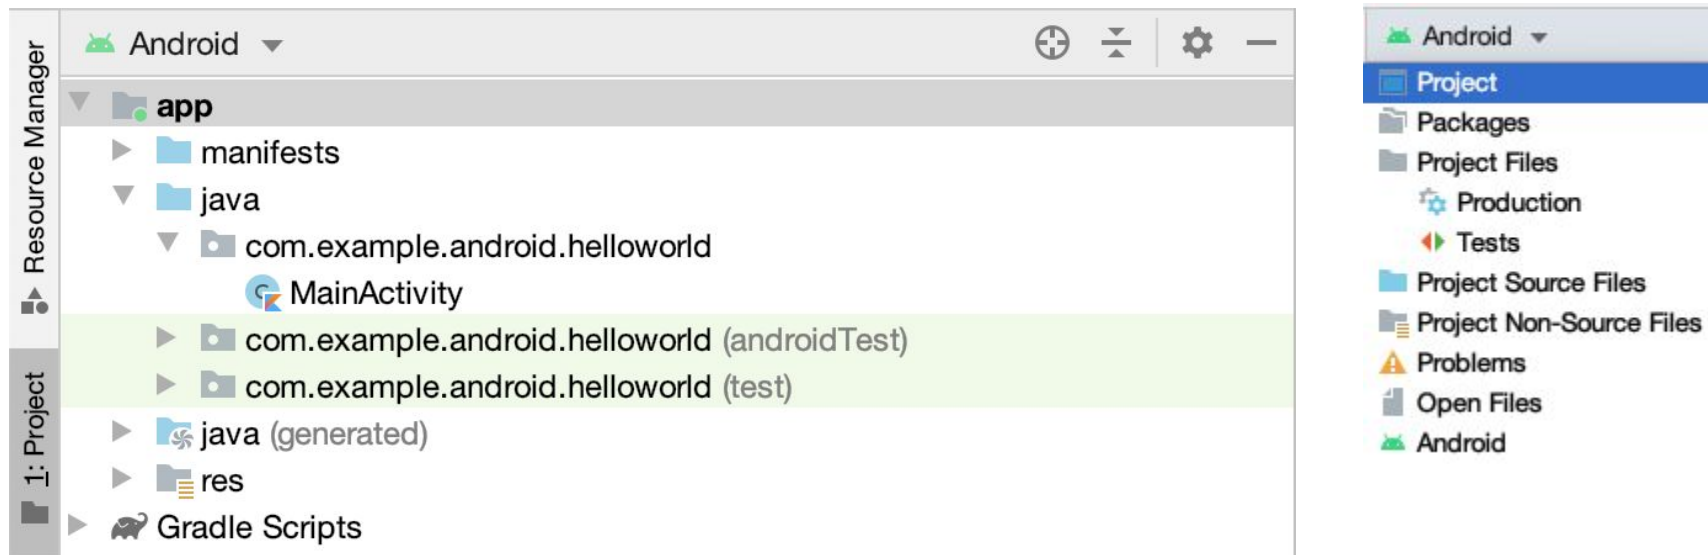 Resource Manager
1: Project
Android
app
manifests
java
com.example.android.helloworld
MainActivity
com.example.android.helloworld (androidTest)
com.example.android.helloworld (test)
java (generated)
res
Gradle Scripts
Android
Project
Packages
Project Files
Production
Tests
Project Source Files
Project Non-Source Files
Problems
Open Files
Android